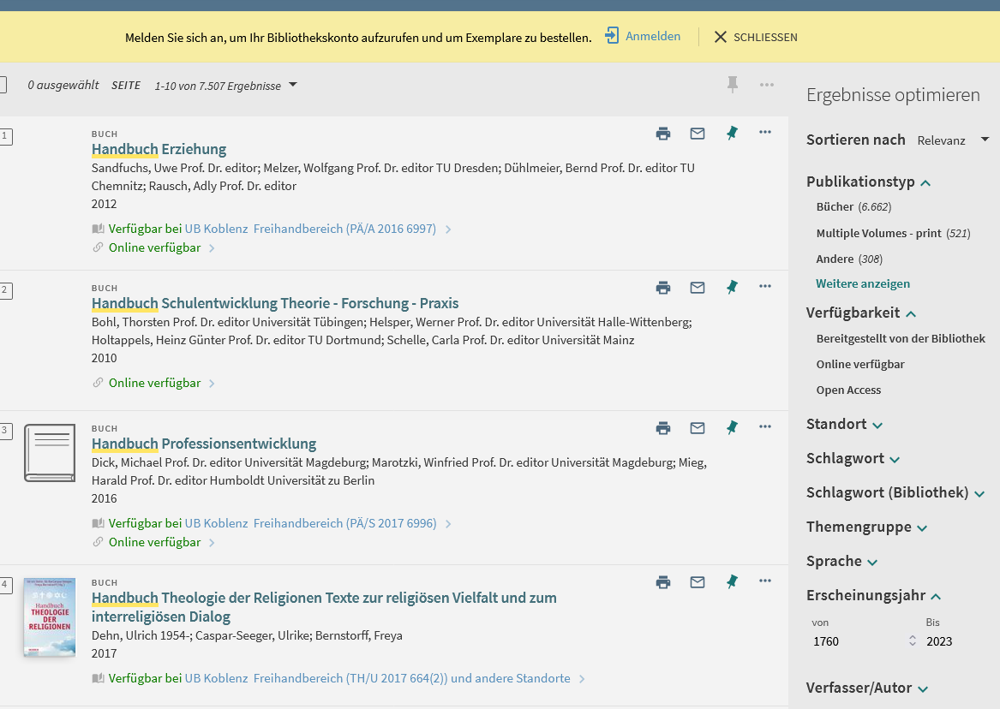 Melden Sie sich an, um Ihr Bibliothekskonto aufzurufen und um Exemplare zu bestellen. Anmelden SCHLIESSEN
0 ausgewählt SEITE 1-10 von 7.507 Ergebnisse
1
BUCH
Handbuch Erziehung
Sandfuchs, Uwe Prof. Dr. editor; Melzer, Wolfgang Prof. Dr. editor TU Dresden; Dühlmeier, Bernd Prof. Dr. editor TU
Chemnitz; Rausch, Adly Prof. Dr. editor
2012
Verfügbar bei UB Koblenz Freihandbereich (PÄ/A 2016 6997)
Online verfügbar
2
BUCH
Handbuch Schulentwicklung Theorie - Forschung - Praxis
Bohl, Thorsten Prof. Dr. editor Universität Tübingen; Helsper, Werner Prof. Dr. editor Universität Halle-Wittenberg;
Holtappels, Heinz Günter Prof. Dr. editor TU Dortmund; Schelle, Carla Prof. Dr. editor Universität Mainz
2010
Online verfügbar
3
BUCH
Handbuch Professionsentwicklung
Dick, Michael Prof. Dr. editor Universität Magdeburg; Marotzki, Winfried Prof. Dr. editor Universität Magdeburg; Mieg,
Harald Prof. Dr. editor Humboldt Universität zu Berlin
2016
Verfügbar bei UB Koblenz Freihandbereich (PÄ/S 2017 6996)
Online verfügbar
4
Handbuch
THEOLOGIE
DER
RELIGIONEN
BUCH
Handbuch Theologie der Religionen Texte zur religiösen Vielfalt und zum
interreligiösen Dialog
Dehn, Ulrich 1954-; Caspar-Seeger, Ulrike; Bernstorff, Freya
2017
Verfügbar bei UB Koblenz Freihandbereich (TH/U 2017 664(2)) und andere Standorte
Ergebnisse optimieren
Sortieren nach Relevanz
Publikationstyp
Bücher (6.662)
Multiple Volumes - print (521)
Andere (308)
Weitere anzeigen
Verfügbarkeit
Bereitgestellt von der Bibliothek
Online verfügbar
Open Access
Standort
Schlagwort
Schlagwort (Bibliothek)
Themengruppe
Sprache
Erscheinungsjahr
von Bis
1760 2023
Verfasser/Autor